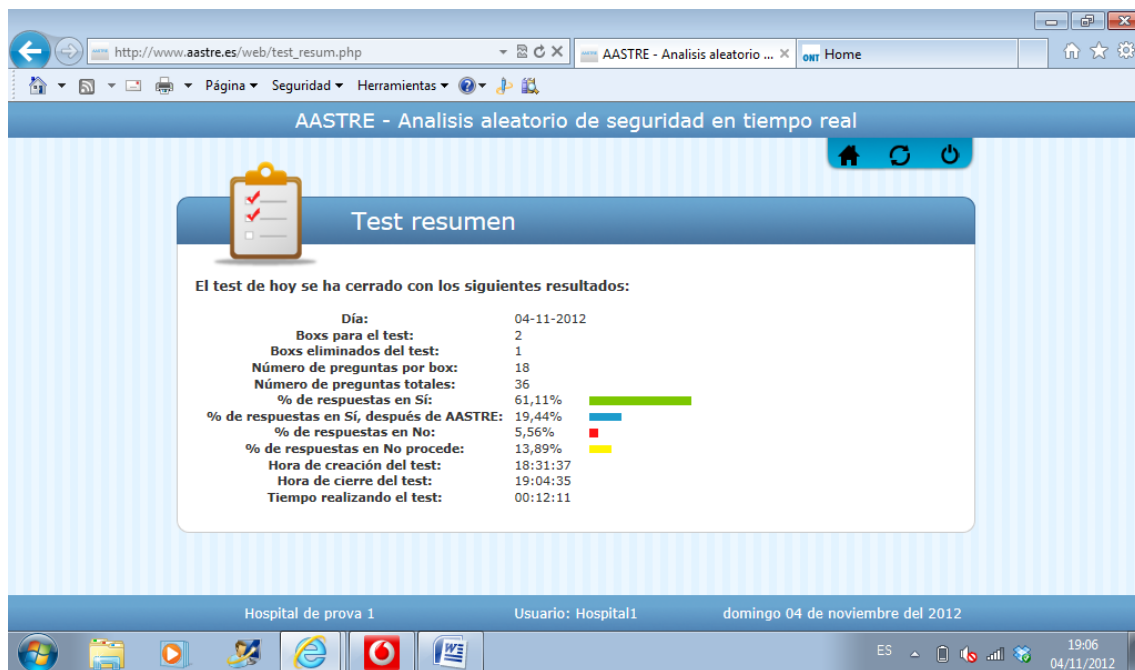 http://www.aastre.es/web/test_resum.php
AASTRE - Analisis aleatorio ...
ONT Home
Página Seguridad Herramientas
AASTRE - Analisis aleatorio de seguridad en tiempo real
Test resumen
El test de hoy se ha cerrado con los siguientes resultados:
Día: 04-11-2012
Boxs para el test: 2
Boxs eliminados del test: 1
Número de preguntas por box: 18
Número de preguntas totales: 36
% de respuestas en Sí: 61,11%
% de respuestas en Sí, después de AASTRE: 19,44%
% de respuestas en No: 5,56%
% de respuestas en No procede: 13,89%
Hora de creación del test: 18:31:37
Hora de cierre del test: 19:04:35
Tiempo realizando el test: 00:12:11
Hospital de prova 1 Usuario: Hospital1 domingo 04 de noviembre del 2012
ES 19:06
04/11/2012